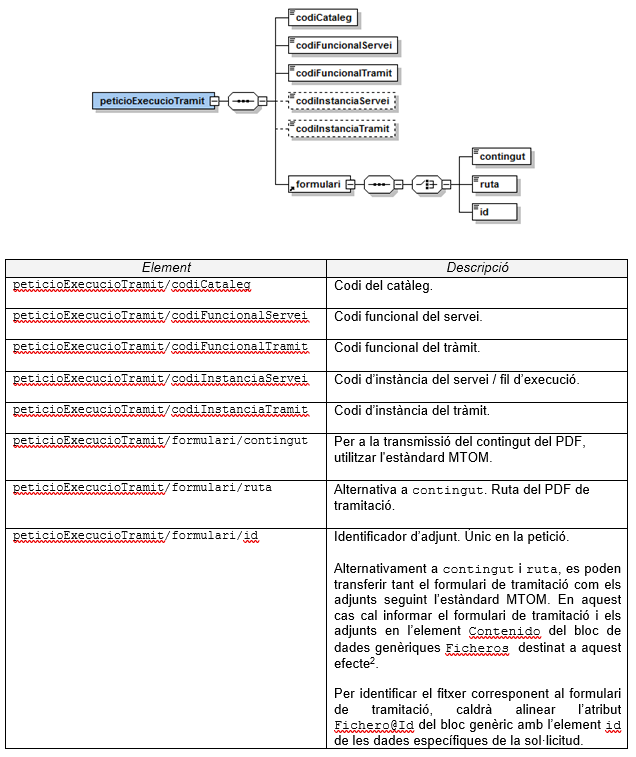 codiCataleg
codiFuncionalServei
codiFuncionalTramit
peticioExecucioTramit
codiInstanciaServei
codiInstanciaTramit
contingut
formulari
ruta
id
Element Descripció
peticioExecucioTramit/codiCataleg Codi del catàleg.
peticioExecucioTramit/codiFuncionalServei Codi funcional del servei.
peticioExecucioTramit/codiFuncionalTramit Codi funcional del tràmit.
peticioExecucioTramit/codiInstanciaServei Codi d’instància del servei / fil d’execució.
peticioExecucioTramit/codiInstanciaTramit Codi d’instància del tràmit.
peticioExecucioTramit/formulari/contingut Per a la transmissió del contingut del PDF,
utilitzar l’estàndard MTOM.
peticioExecucioTramit/formulari/ruta Alternativa a contingut. Ruta del PDF de
tramitació.
peticioExecucioTramit/formulari/id Identificador d’adjunt. Únic en la petició.
Alternativament a contingut i ruta, es poden
transferir tant el formulari de tramitació com els
adjunts seguint l’estàndard MTOM. En aquest
cas cal informar el formulari de tramitació i els
adjunts en l’element Contenido del bloc de
dades genèriques Ficheros destinat a aquest
efecte².
Per identificar el fitxer corresponent al formulari
de tramitació, caldrà alinear l’atribut
Fichero@Id del bloc genèric amb l’element id
de les dades específiques de la sol·licitud.